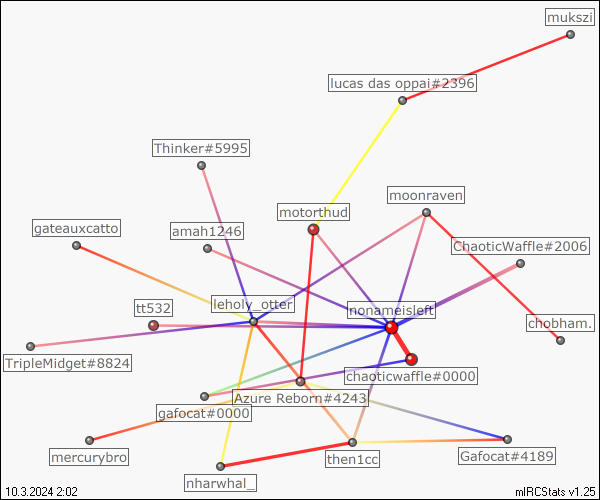 mukszi
lucas das oppai#2396
Thinker#5995
moonraven
motorthud
gateauxcatto
amah1246
ChaoticWaffle#2006
leholy_otter
tt532
nonameisleft
chobham.
TripleMidget#8824
chaoticwaffle#0000
Azure Reborn#4243
gafocat#0000
mercurybro
then1cc
Gafocat#4189
nharwhal_
10.3.2024 2:02
mIRCStats v1.25